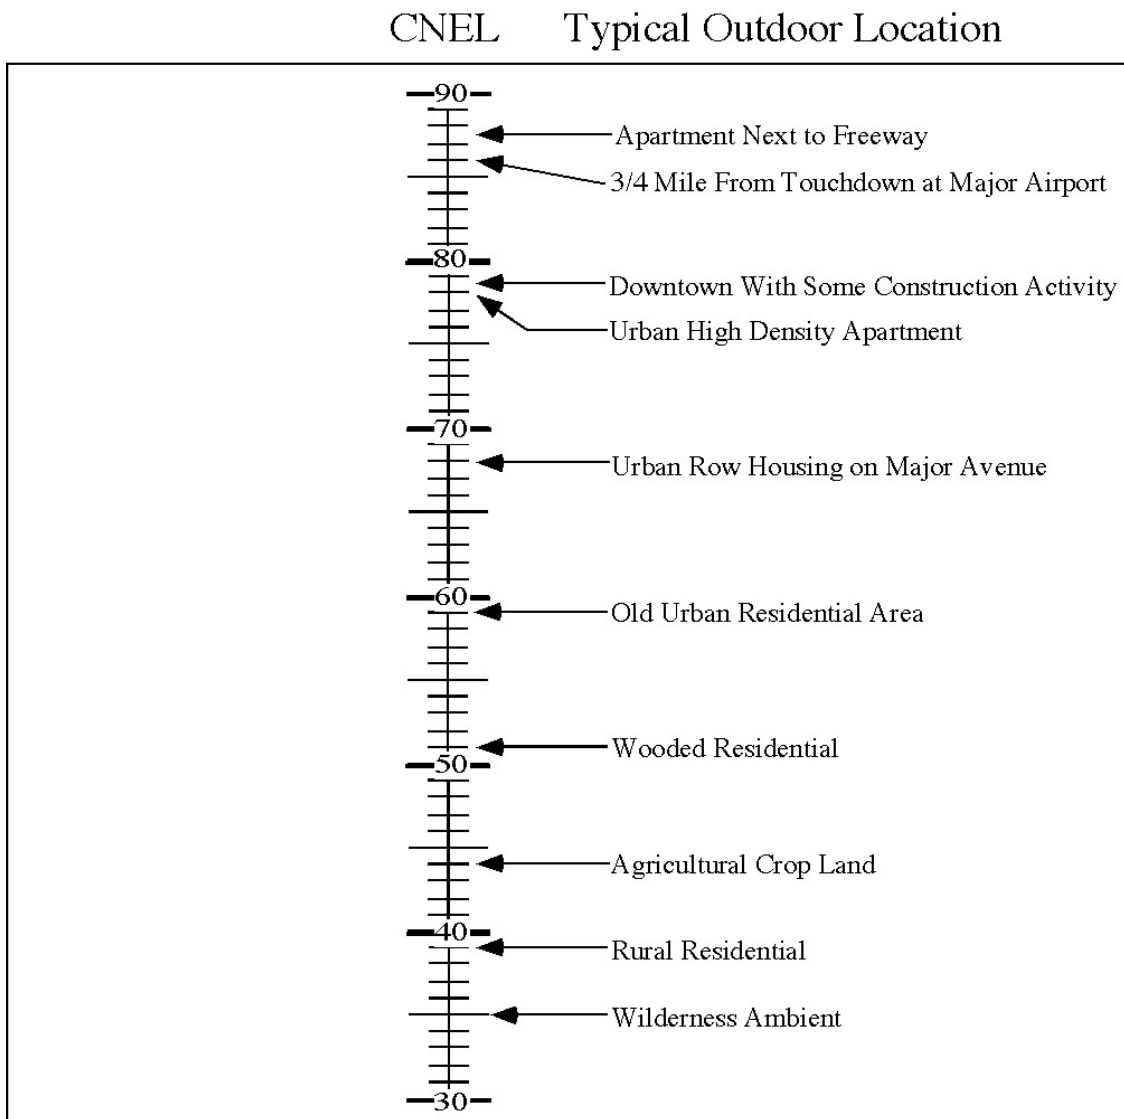 CNEL Typical Outdoor Location
90
Apartment Next to Freeway
3/4 Mile From Touchdown at Major Airport
80
Downtown With Some Construction Activity
Urban High Density Apartment
70
Urban Row Housing on Major Avenue
60
Old Urban Residential Area
Wooded Residential
50
Agricultural Crop Land
40
Rural Residential
Wilderness Ambient
30